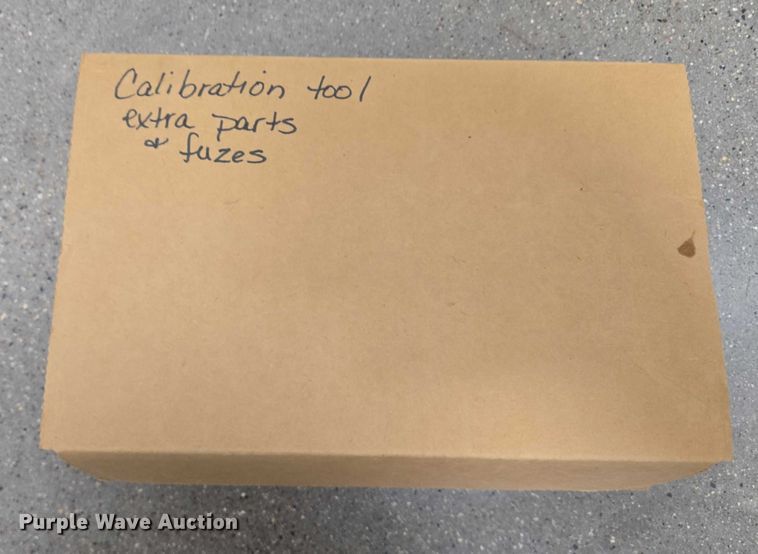 Calibration tool
extra parts
& fuzes
Purple Wave Auction